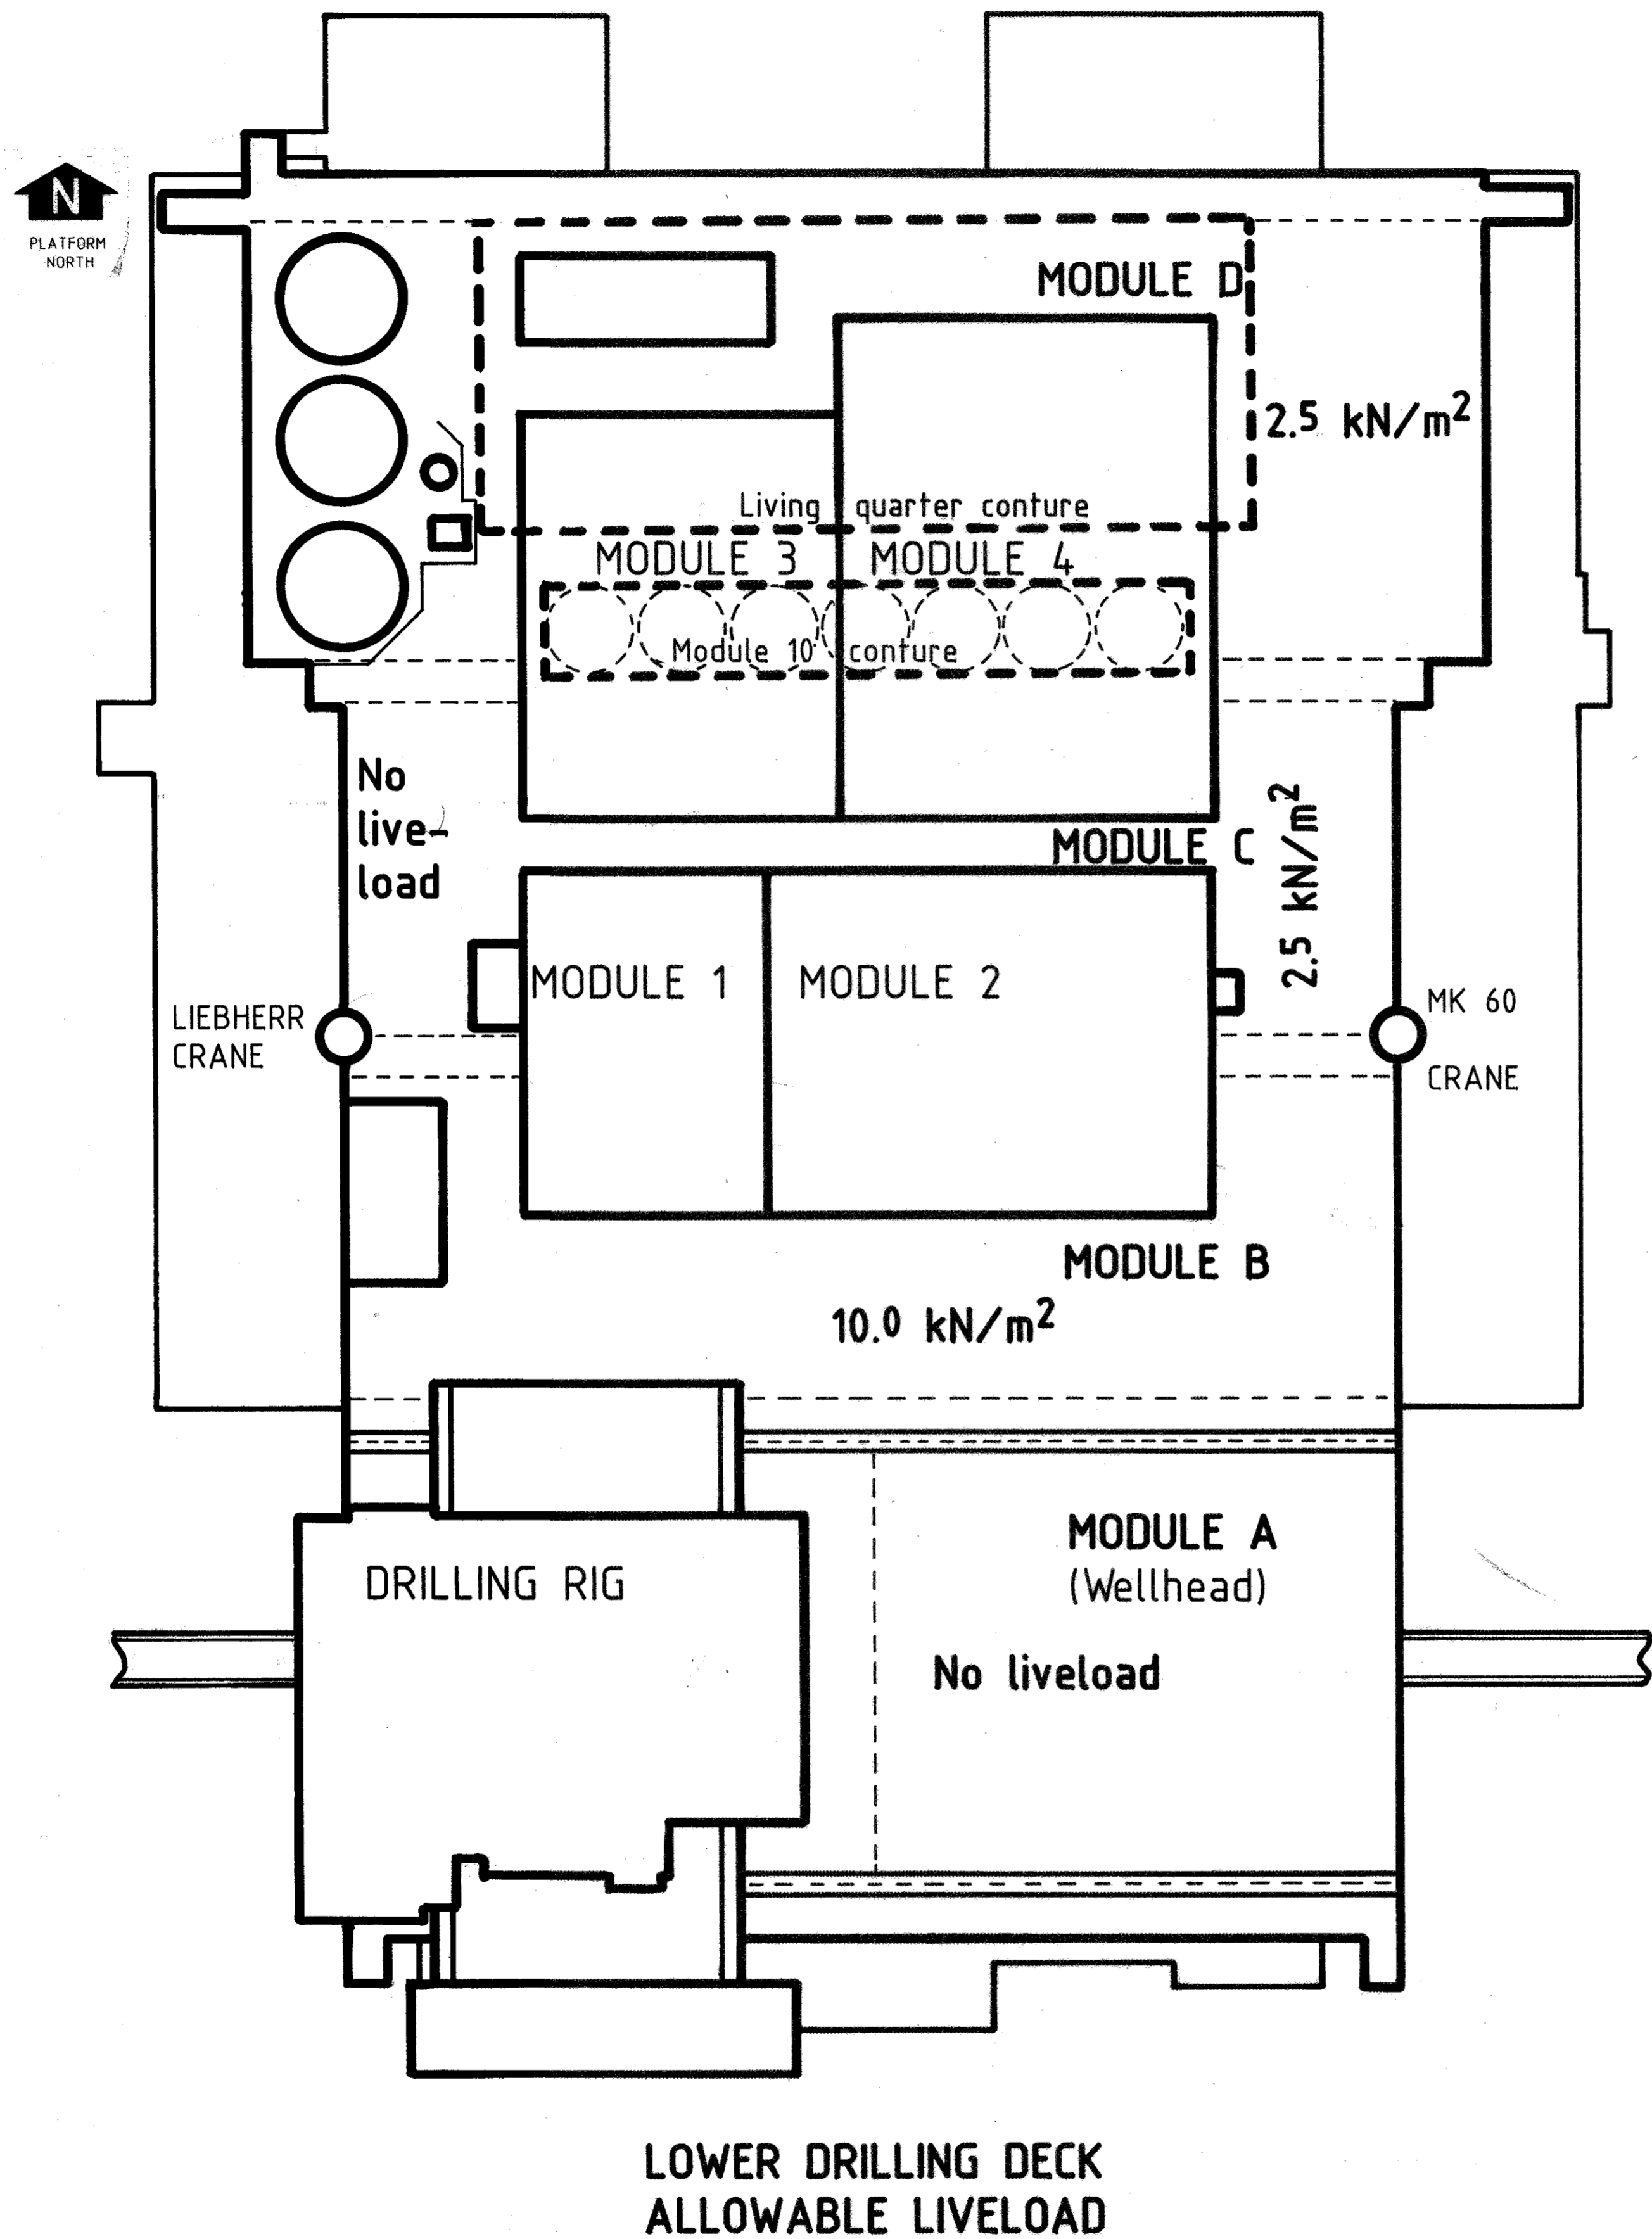 N
PLATFORM
NORTH
MODULE D
2.5 kN/m²
Living quarter conture
MODULE 3
MODULE 4
Module 10 conture
No
live-
load
MODULE C
2.5 kN/m²
MODULE 1
MODULE 2
LIEBHERR
CRANE
MK 60
CRANE
MODULE B
10.0 kN/m²
MODULE A
(Wellhead)
DRILLING RIG
No liveload
LOWER DRILLING DECK
ALLOWABLE LIVELOAD